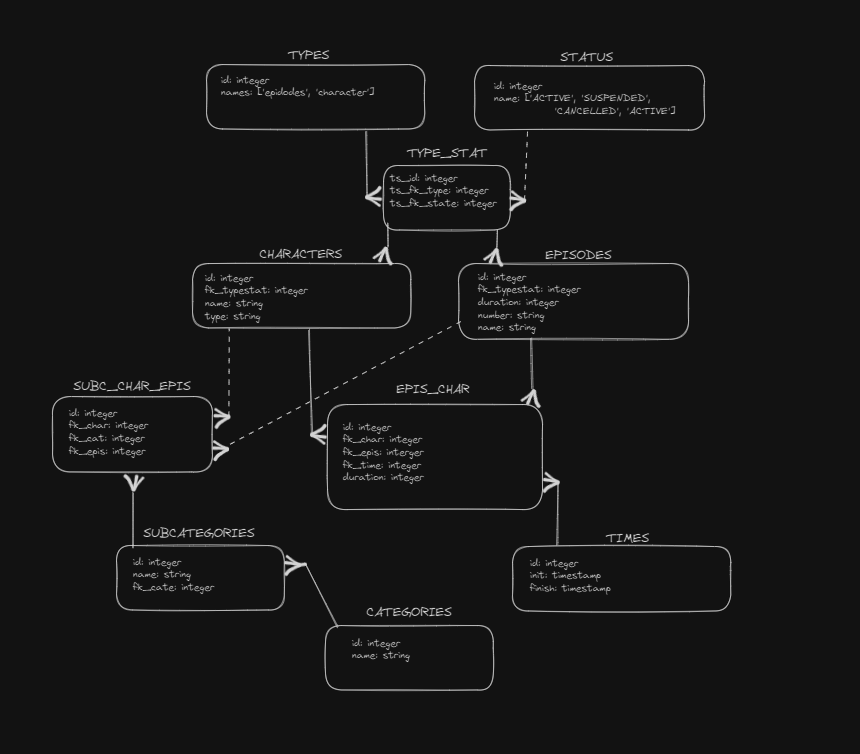 TYPES
id: integer
names: ['epidodes', 'character']
STATUS
id: integer
name: ['ACTIVE', 'SUSPENDED',
'CANCELLED', 'ACTIVE']
TYPE_STAT
ts_id: integer
ts_fk_type: integer
ts_fk_state: integer
CHARACTERS
id: integer
fk_typestat: integer
name: string
type: string
EPISODES
id: integer
fk_typestat: integer
duration: integer
number: string
name: string
SUBC_CHAR_EPIS
id: integer
fk_char: integer
fk_cat: integer
fk_epis: integer
EPIS_CHAR
id: integer
fk_char: integer
fk_epis: interger
fk_time: integer
duration: integer
SUBCATEGORIES
id: integer
name: string
fk_cate: integer
TIMES
id: integer
init: timestamp
finish: timestamp
CATEGORIES
id: integer
name: string